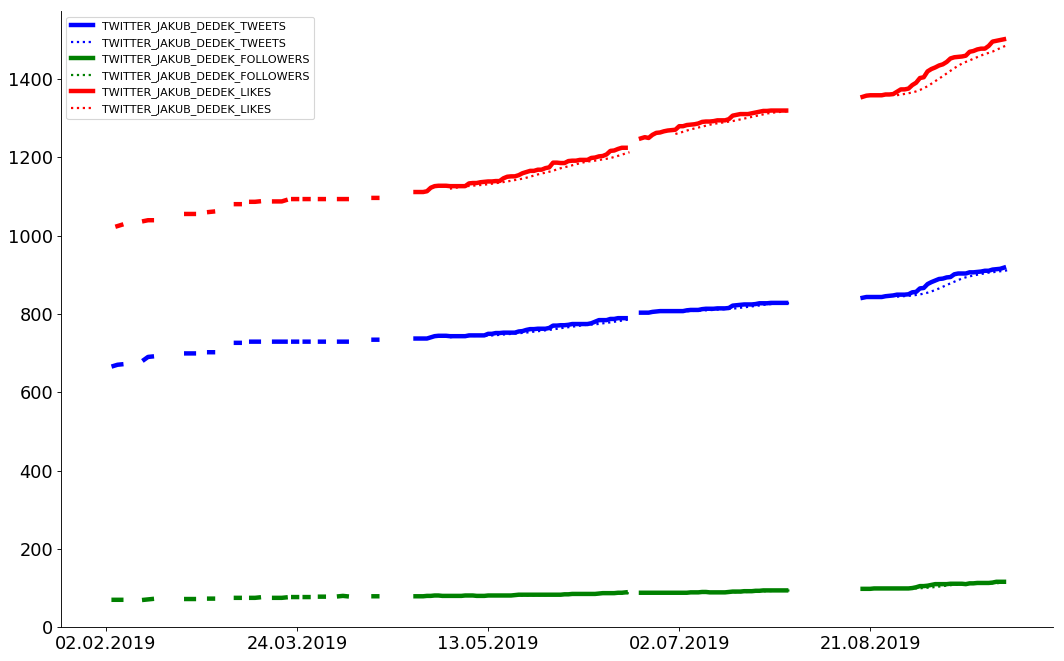 TWITTER_JAKUB_DEDEK_TWEETS
TWITTER_JAKUB_DEDEK_TWEETS
TWITTER_JAKUB_DEDEK_FOLLOWERS
TWITTER_JAKUB_DEDEK_FOLLOWERS
TWITTER_JAKUB_DEDEK_LIKES
TWITTER_JAKUB_DEDEK_LIKES
1400
1200
1000
800
600
400
200
0
02.02.2019 24.03.2019 13.05.2019 02.07.2019 21.08.2019